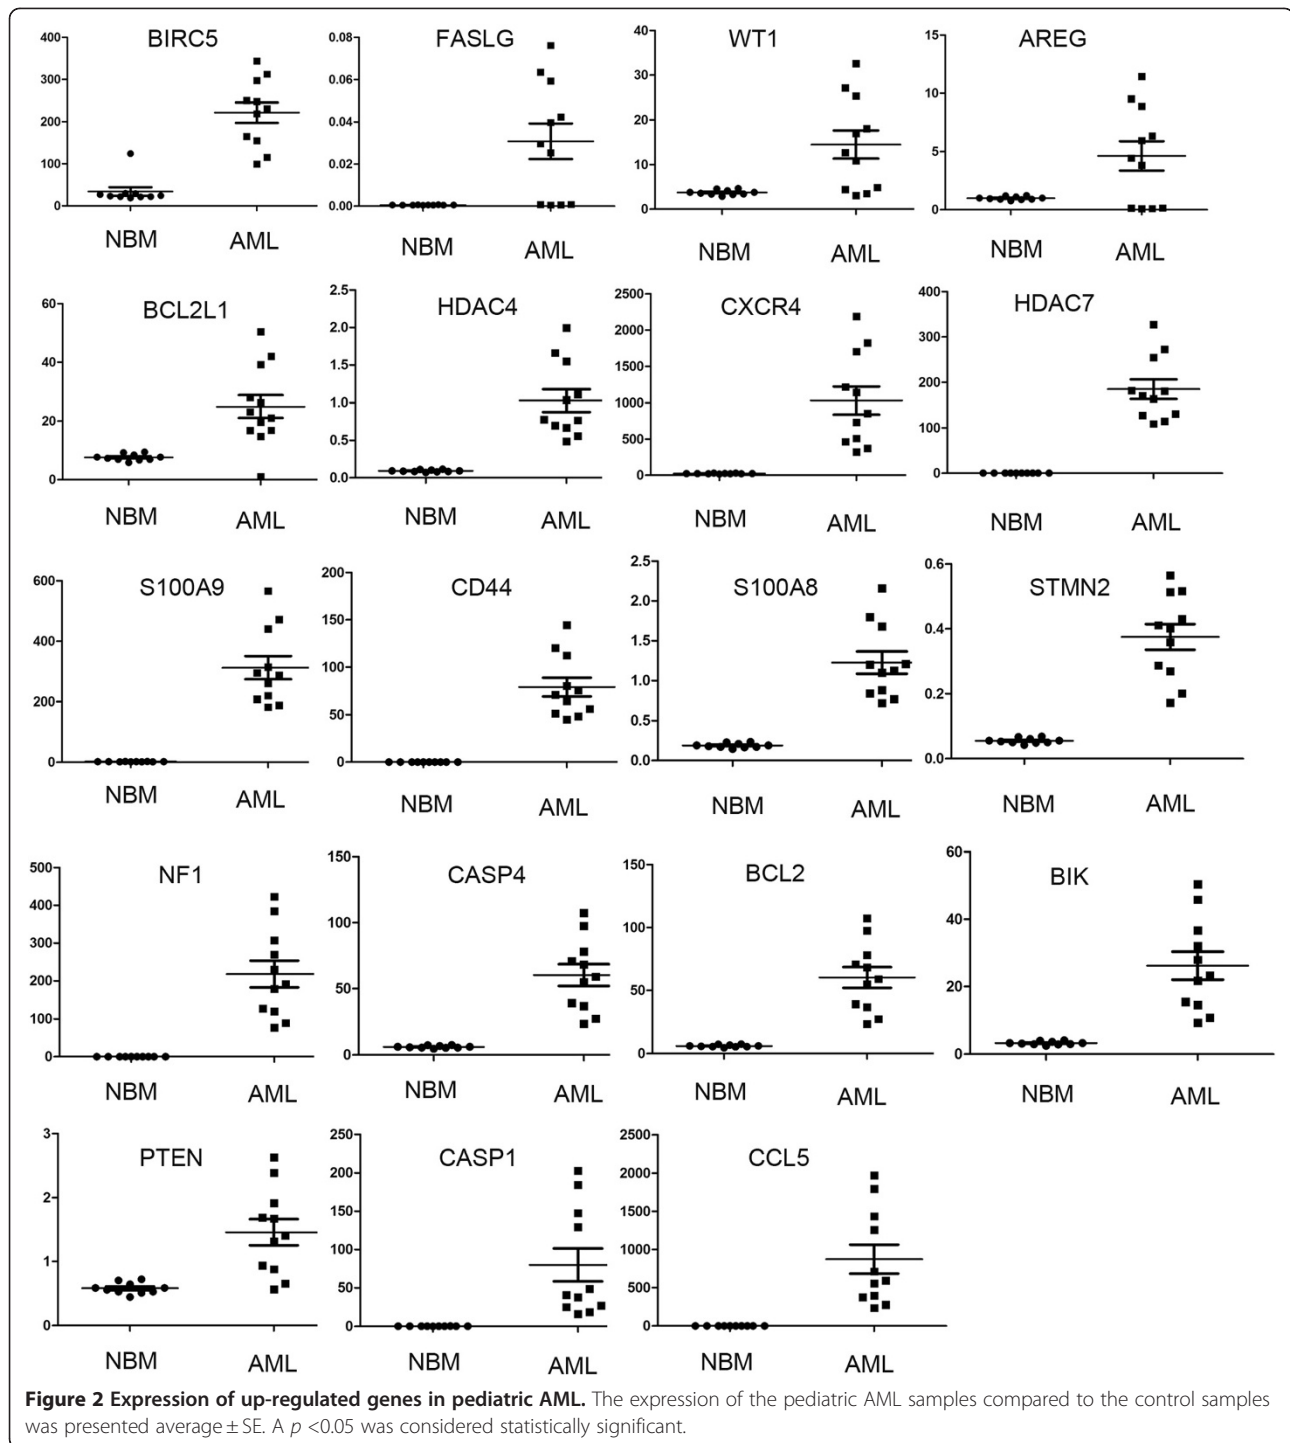 BIRC5
400
300
200
100
0
NBM
AML
FASLG
0.08
0.06
0.04
0.02
0.00
NBM
AML
WT1
40
30
20
10
0
NBM
AML
AREG
15
10
5
0
NBM
AML
BCL2L1
60
40
20
0
NBM
AML
HDAC4
2.5
2.0
1.5
1.0
0.5
0.0
NBM
AML
CXCR4
2500
2000
1500
1000
500
0
NBM
AML
HDAC7
400
300
200
100
0
NBM
AML
S100A9
600
400
200
0
NBM
AML
CD44
200
150
100
50
0
NBM
AML
S100A8
2.5
2.0
1.5
1.0
0.5
0.0
NBM
AML
STMN2
0.6
0.4
0.2
0.0
NBM
AML
NF1
500
400
300
200
100
0
NBM
AML
CASP4
150
100
50
0
NBM
AML
BCL2
150
100
50
0
NBM
AML
BIK
60
40
20
0
NBM
AML
PTEN
3
2
1
0
NBM
AML
CASP1
250
200
150
100
50
0
NBM
AML
CCL5
2500
2000
1500
1000
500
0
NBM
AML
Figure 2 Expression of up-regulated genes in pediatric AML. The expression of the pediatric AML samples compared to the control samples
was presented average ± SE. A p <0.05 was considered statistically significant.